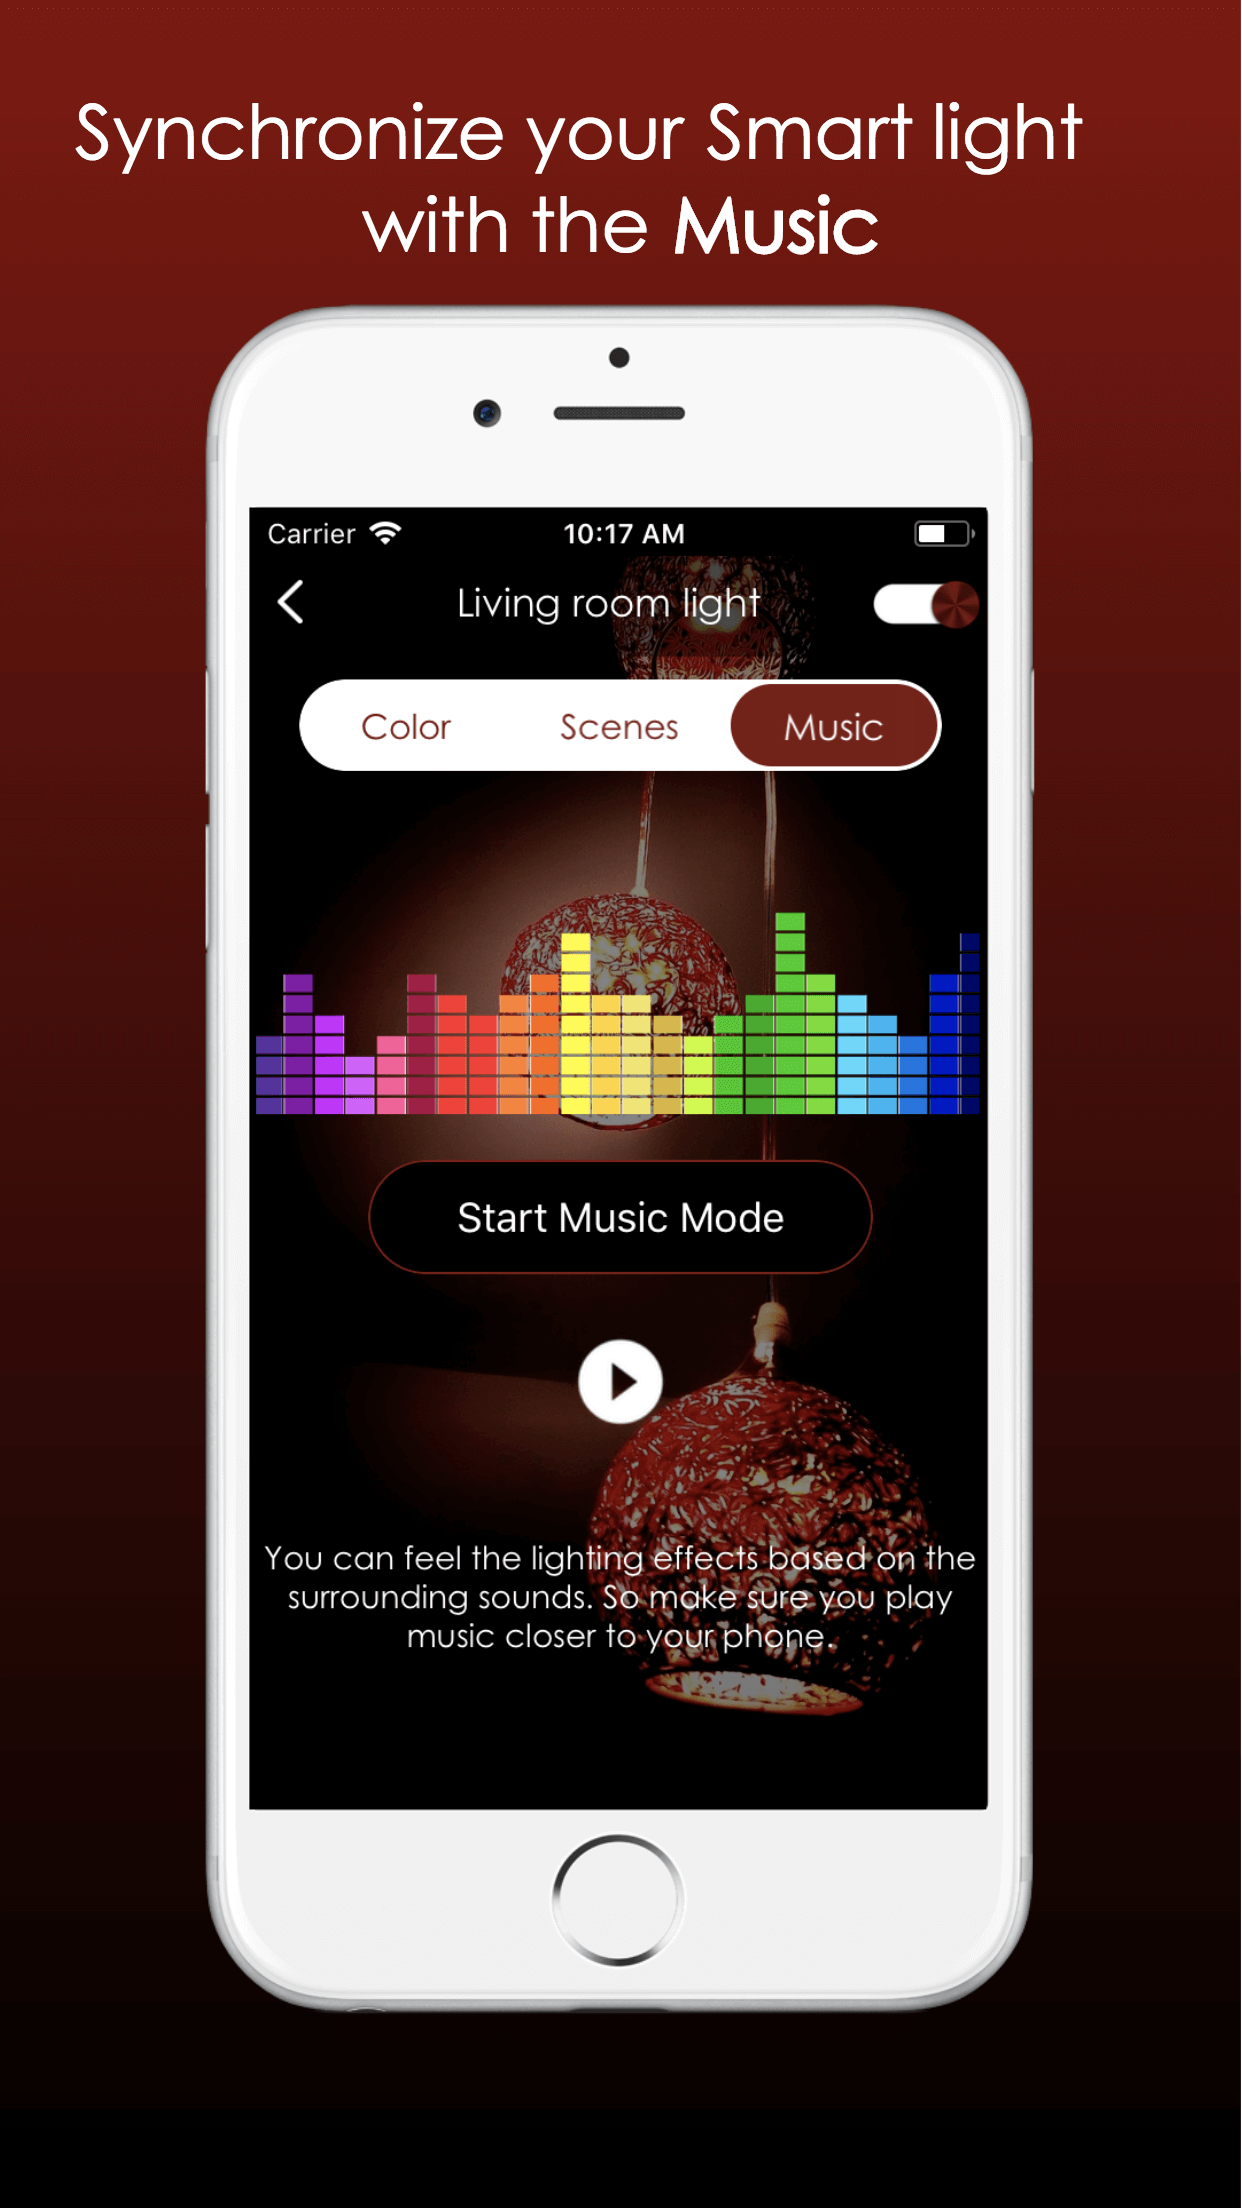 Synchronize your Smart light
with the Music
Carrier 10:17 AM
Living room light
Color Scenes Music
Start Music Mode
You can feel the lighting effects based on the
surrounding sounds. So make sure you play
music closer to your phone.